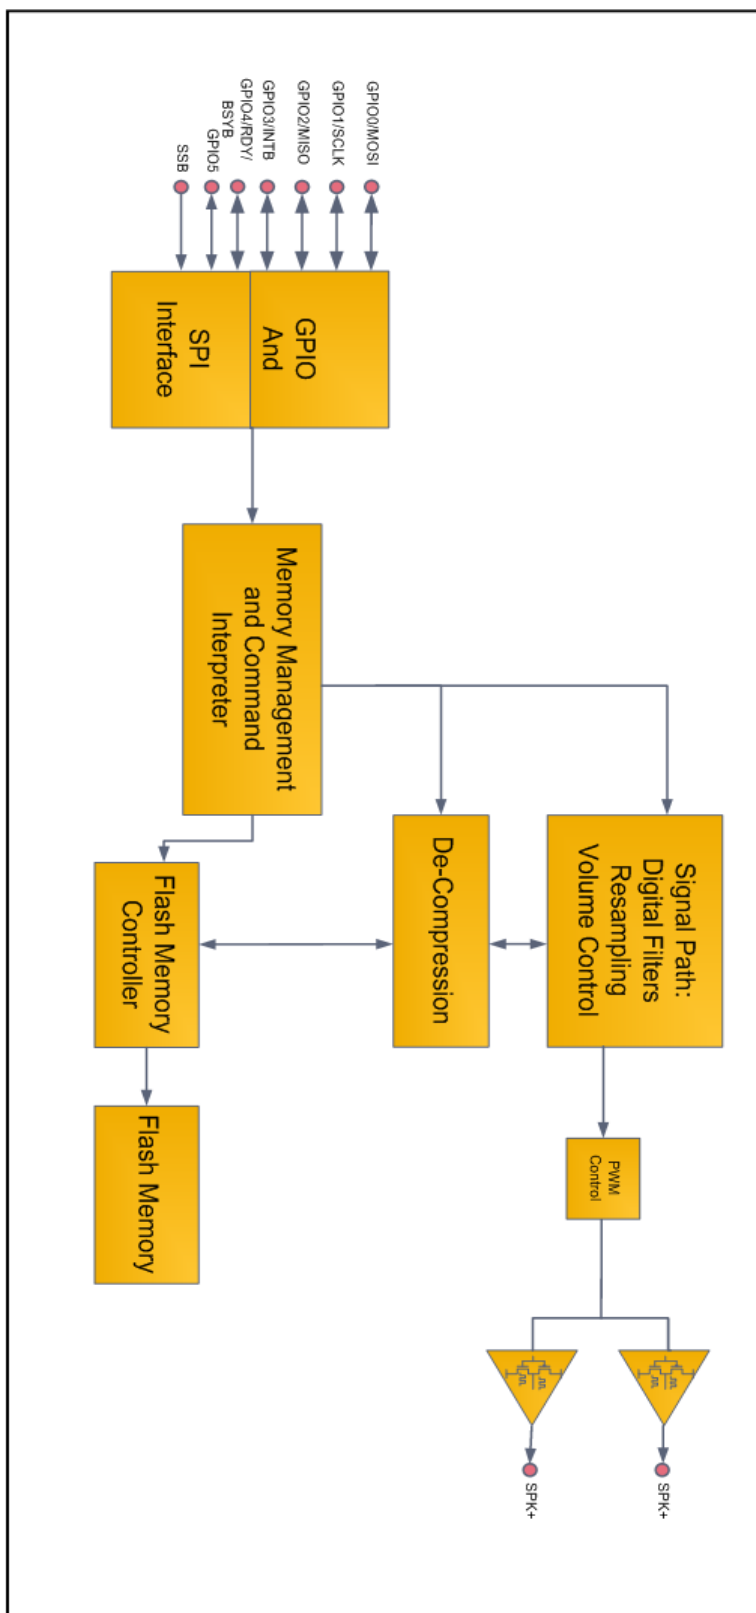 GPIO0/MOSI
GPIO1/SCLK
GPIO2/MISO
GPIO3/INTB
GPIO4/RDY/
BSYB
GPIO5
SSB
GPIO
And
SPI
Interface
Memory Management
and Command
Interpreter
Signal Path:
Digital Filters
Resampling
Volume Control
De-Compression
Flash Memory
Controller
Flash Memory
PWM
Control
SPK+
SPK+